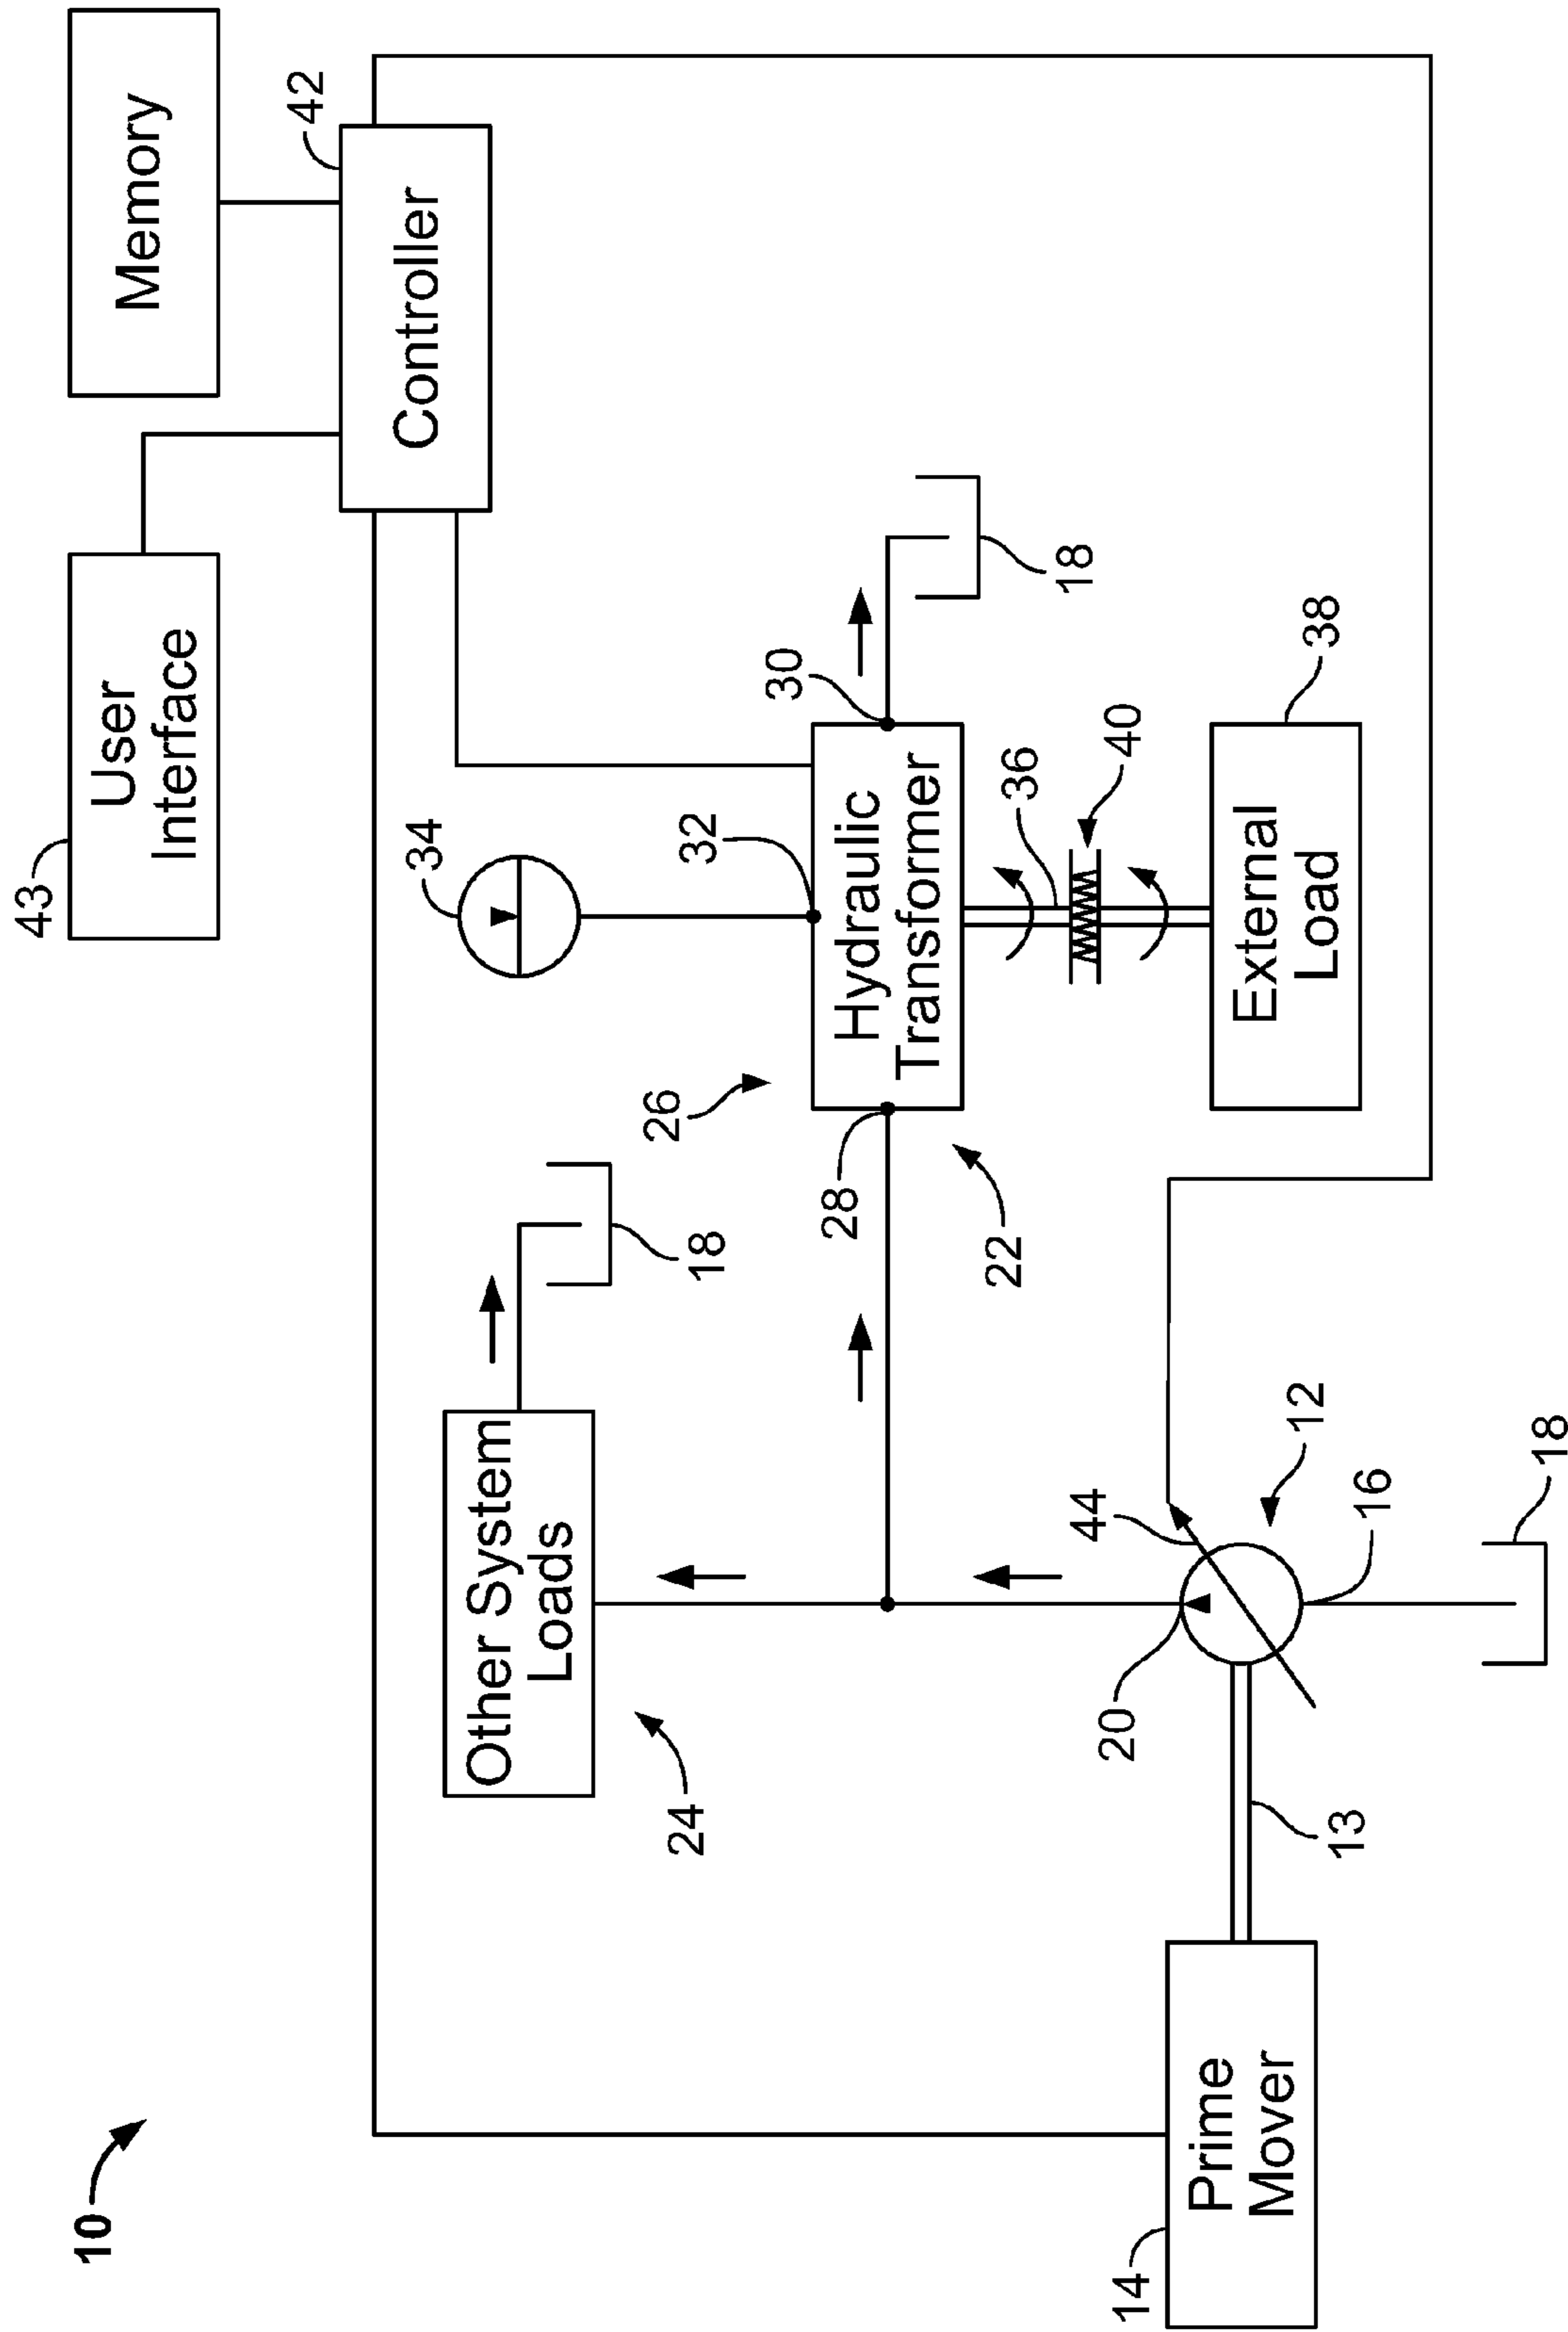 10
43
User
Interface
Memory
42
Controller
34
Other System
Loads
24
18
26
32
30
18
Hydraulic
Transformer
28
22
36
40
External
Load
38
44
20
12
16
18
13
14
Prime
Mover